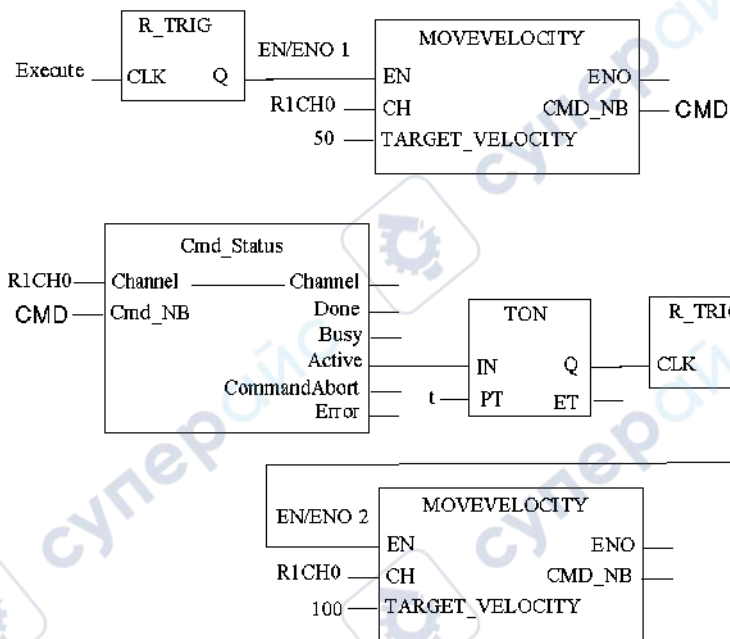 R_TRIG
EN/ENO 1
MOVEVELOCITY
Execute CLK Q EN ENO
R1CH0 CH CMD_NB CMD
50 TARGET_VELOCITY
Cmd_Status
R1CH0 Channel Channel
CMD Cmd_NB Done
Busy
Active
CommandAbort
Error
TON
IN Q
t PT ET
R_TRIG
CLK
EN/ENO 2
MOVEVELOCITY
EN ENO
R1CH0 CH CMD_NB
100 TARGET_VELOCITY
суперайс